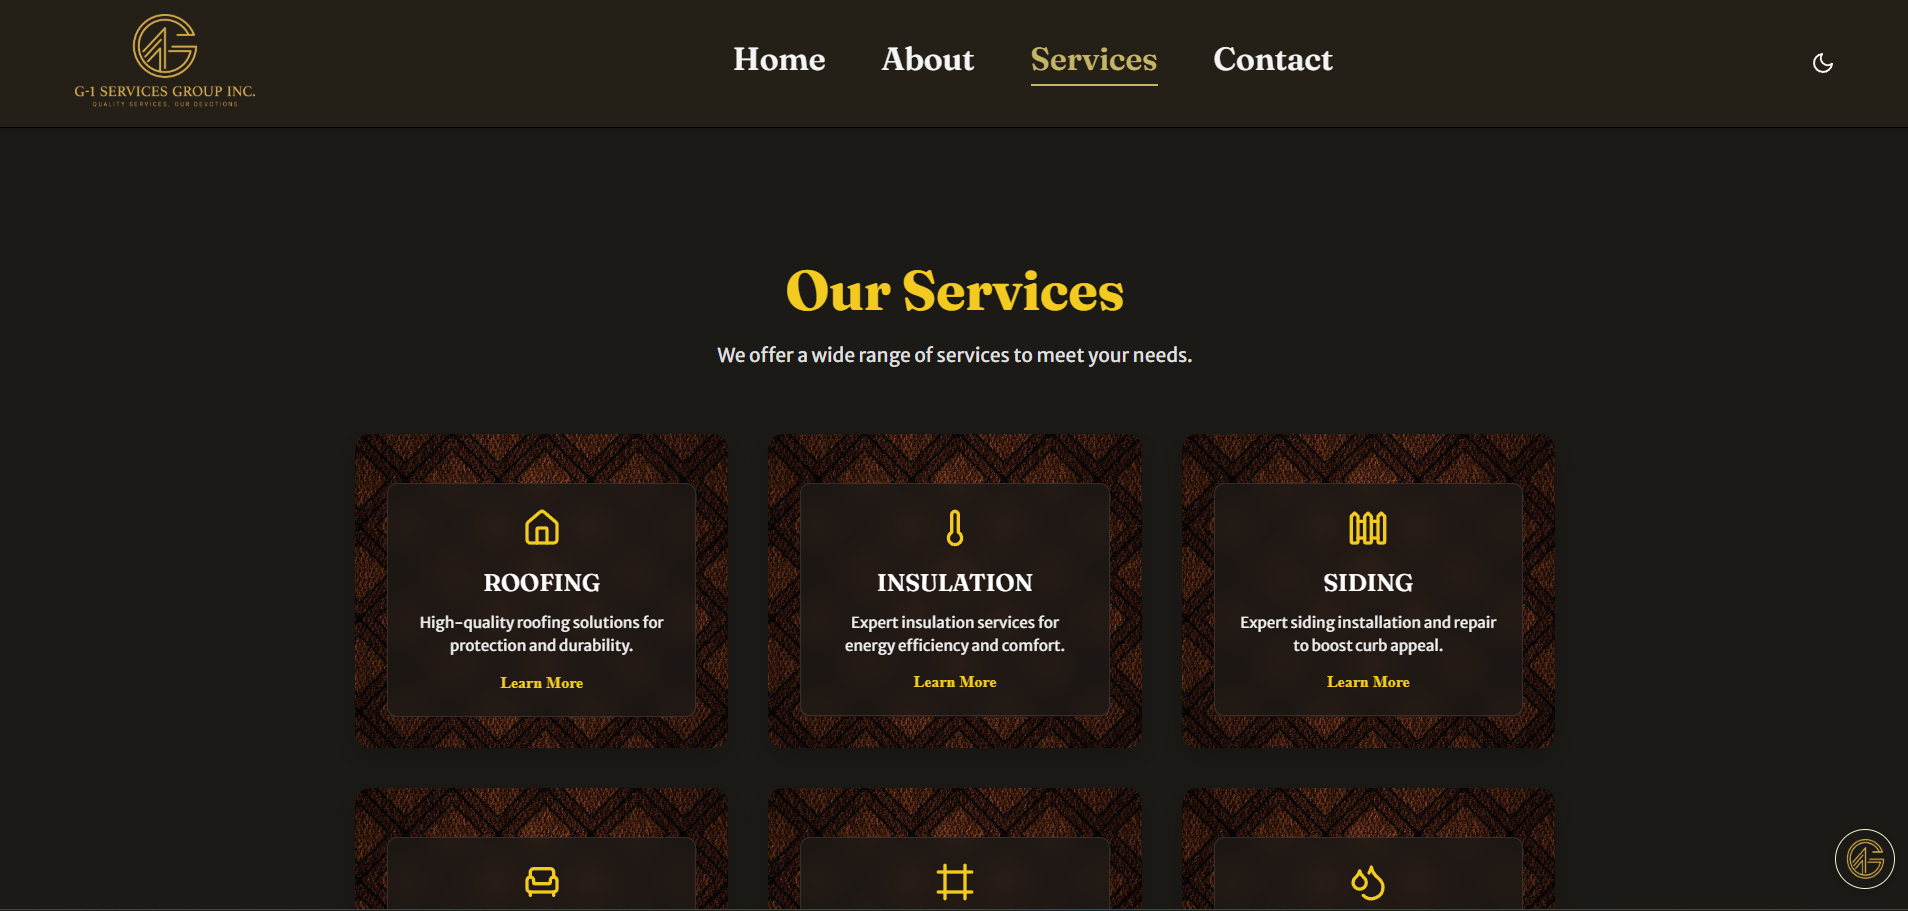 G-1 SERVICES GROUP INC.
QUALITY SERVICES, OUR DEVOTIONS
Home About Services Contact
Our Services
We offer a wide range of services to meet your needs.
ROOFING
High-quality roofing solutions for
protection and durability.
Learn More
INSULATION
Expert insulation services for
energy efficiency and comfort.
Learn More
SIDING
Expert siding installation and repair
to boost curb appeal.
Learn More